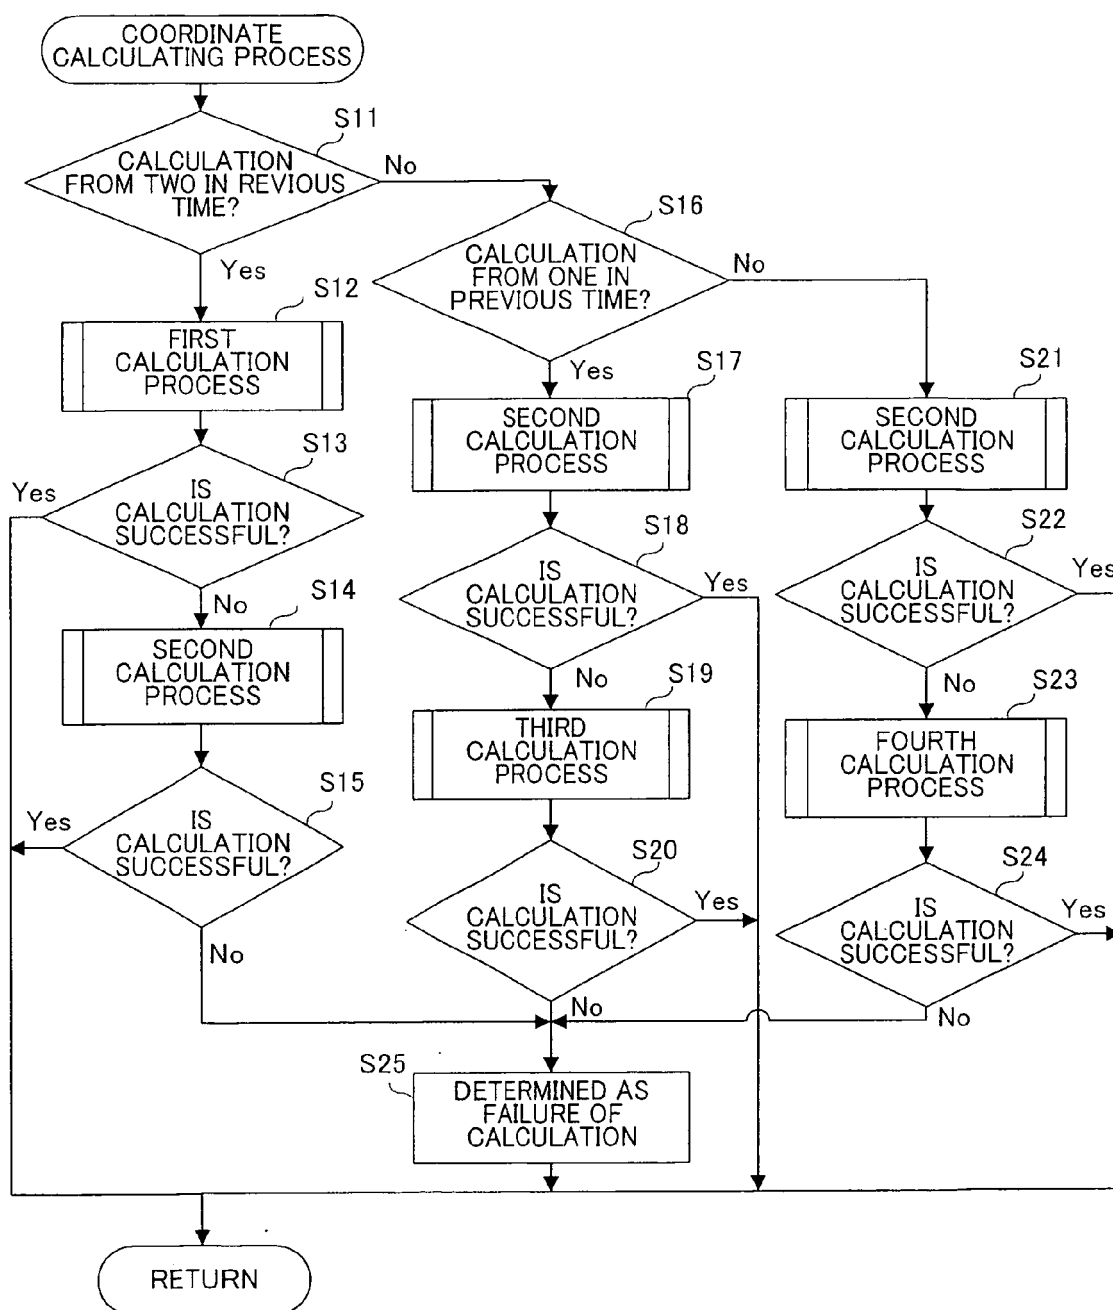 COORDINATE
CALCULATING PROCESS
S11
CALCULATION
FROM TWO IN REVIOUS
TIME?
No
Yes
S12
FIRST
CALCULATION
PROCESS
S13
IS
CALCULATION
SUCCESSFUL?
Yes
No
S14
SECOND
CALCULATION
PROCESS
S15
IS
CALCULATION
SUCCESSFUL?
Yes
No
S16
CALCULATION
FROM ONE IN
PREVIOUS TIME?
No
Yes
S17
SECOND
CALCULATION
PROCESS
S18
IS
CALCULATION
SUCCESSFUL?
Yes
No
S19
THIRD
CALCULATION
PROCESS
S20
IS
CALCULATION
SUCCESSFUL?
Yes
No
S21
SECOND
CALCULATION
PROCESS
S22
IS
CALCULATION
SUCCESSFUL?
Yes
No
S23
FOURTH
CALCULATION
PROCESS
S24
IS
CALCULATION
SUCCESSFUL?
Yes
No
S25
DETERMINED AS
FAILURE OF
CALCULATION
RETURN